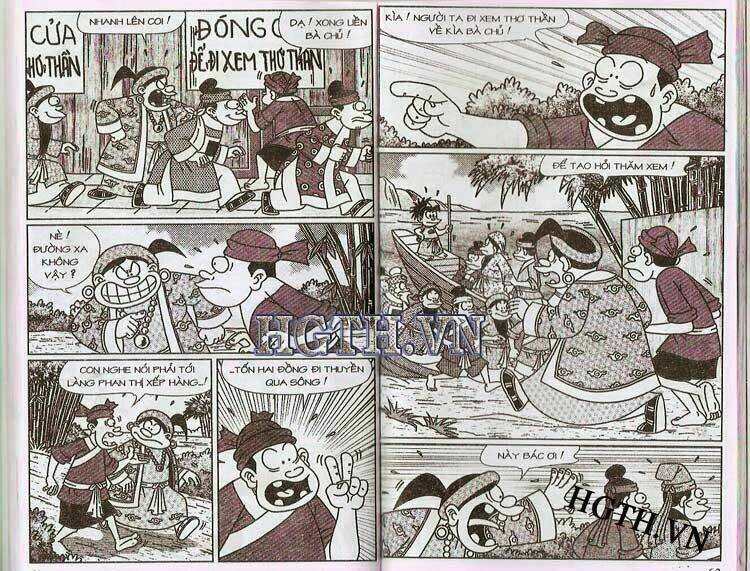 CỬA
THỜ THẦN
NHANH LÊN COI !
ĐÓNG C
ĐỂ ĐI XEM THỜ THẦN
DẠ ! XONG LIỀN
BÀ CHỦ !
NÈ !
ĐƯỜNG XA
KHÔNG
VẬY ?
CON NGHE NÓI PHẢI TỚI
LÀNG PHAN THỊ XẾP HÀNG...!
...TỐN HAI ĐỒNG ĐI THUYỀN
QUA SÔNG !
KÌA ! NGƯỜI TA ĐI XEM THỜ THẦN
VỀ KÌA BÀ CHỦ !
ĐỂ TAO HỎI THĂM XEM !
NÀY BÁC ƠI !
HGTH.VN
HGTH.VN